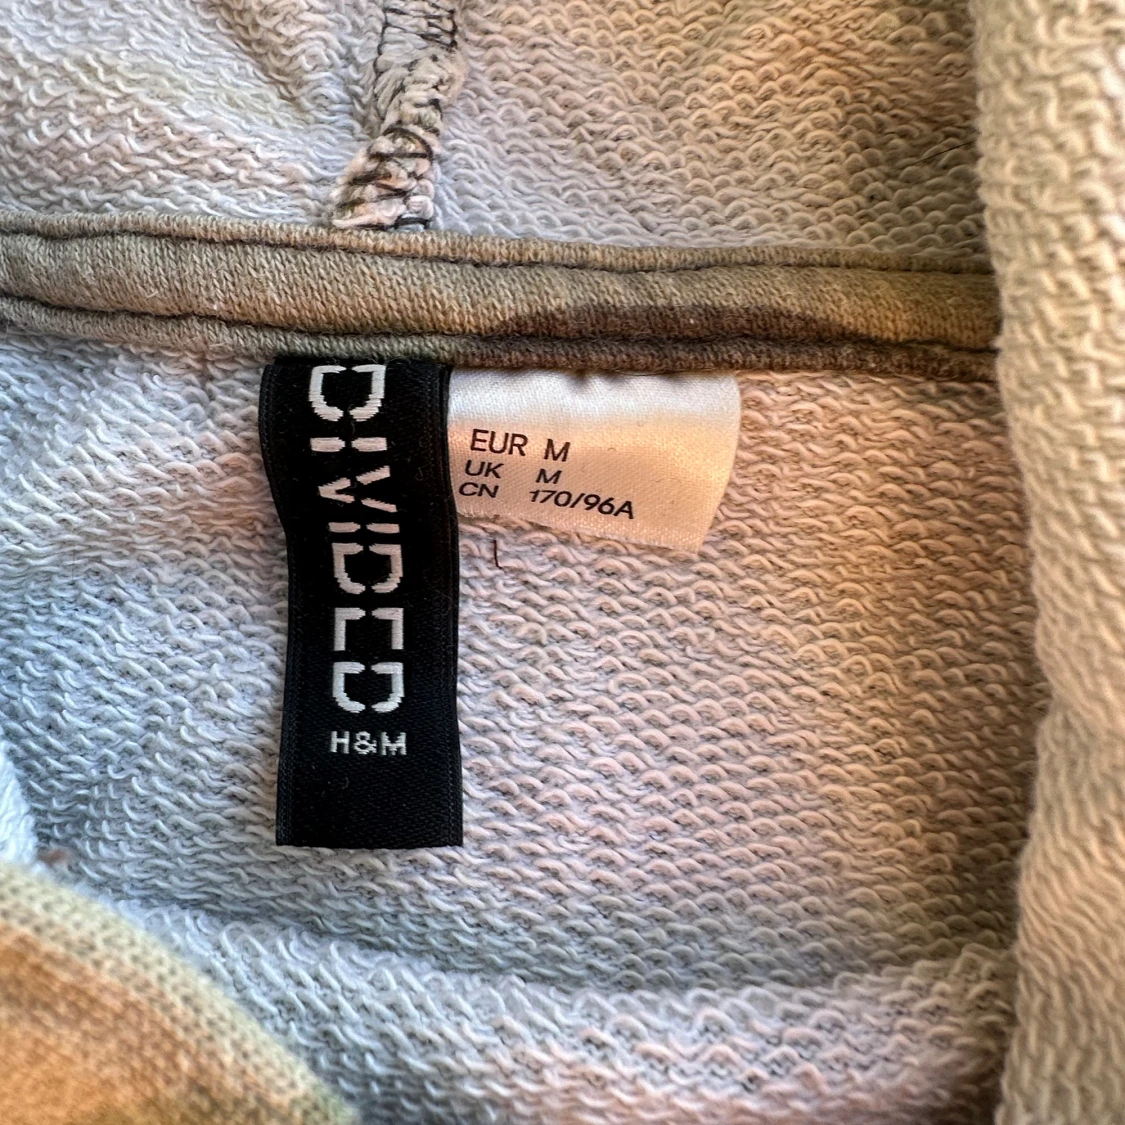 DIVIDED
H&M
EUR M
UK M
CN 170/96A